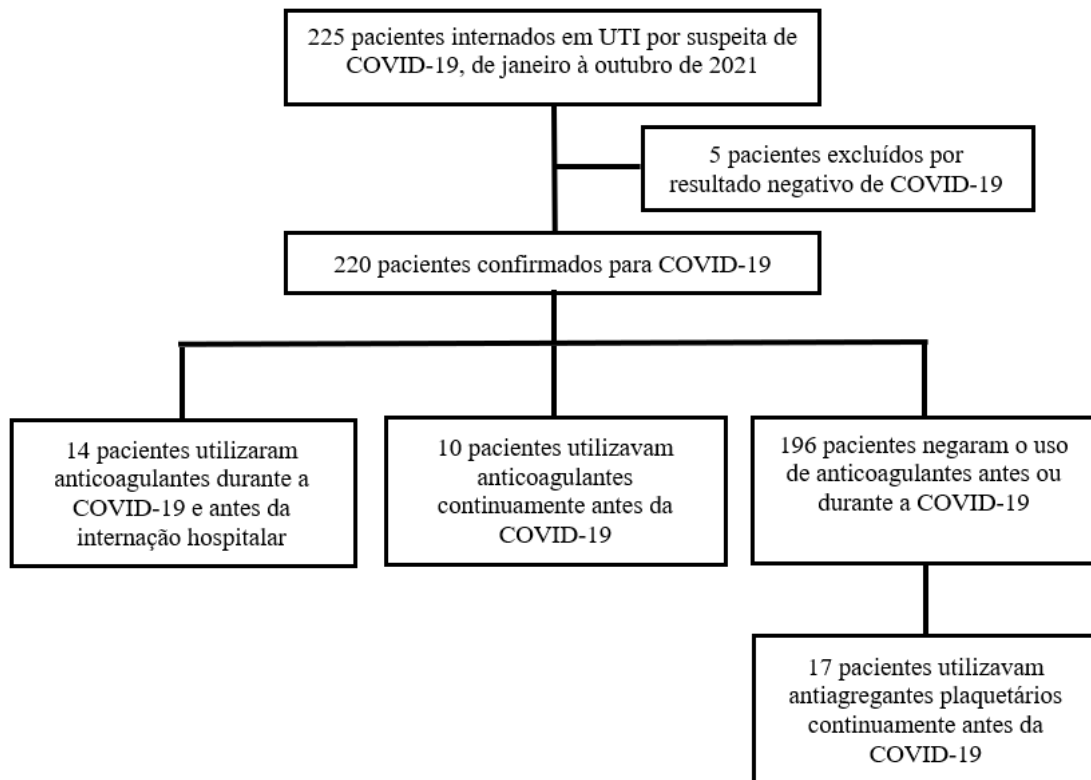 225 pacientes internados em UTI por suspeita de
COVID-19, de janeiro à outubro de 2021
5 pacientes excluídos por
resultado negativo de COVID-19
220 pacientes confirmados para COVID-19
14 pacientes utilizaram
anticoagulantes durante a
COVID-19 e antes da
internação hospitalar
10 pacientes utilizavam
anticoagulantes
continuamente antes da
COVID-19
196 pacientes negaram o uso
de anticoagulantes antes ou
durante a COVID-19
17 pacientes utilizavam
antiagregantes plaquetários
continuamente antes da
COVID-19